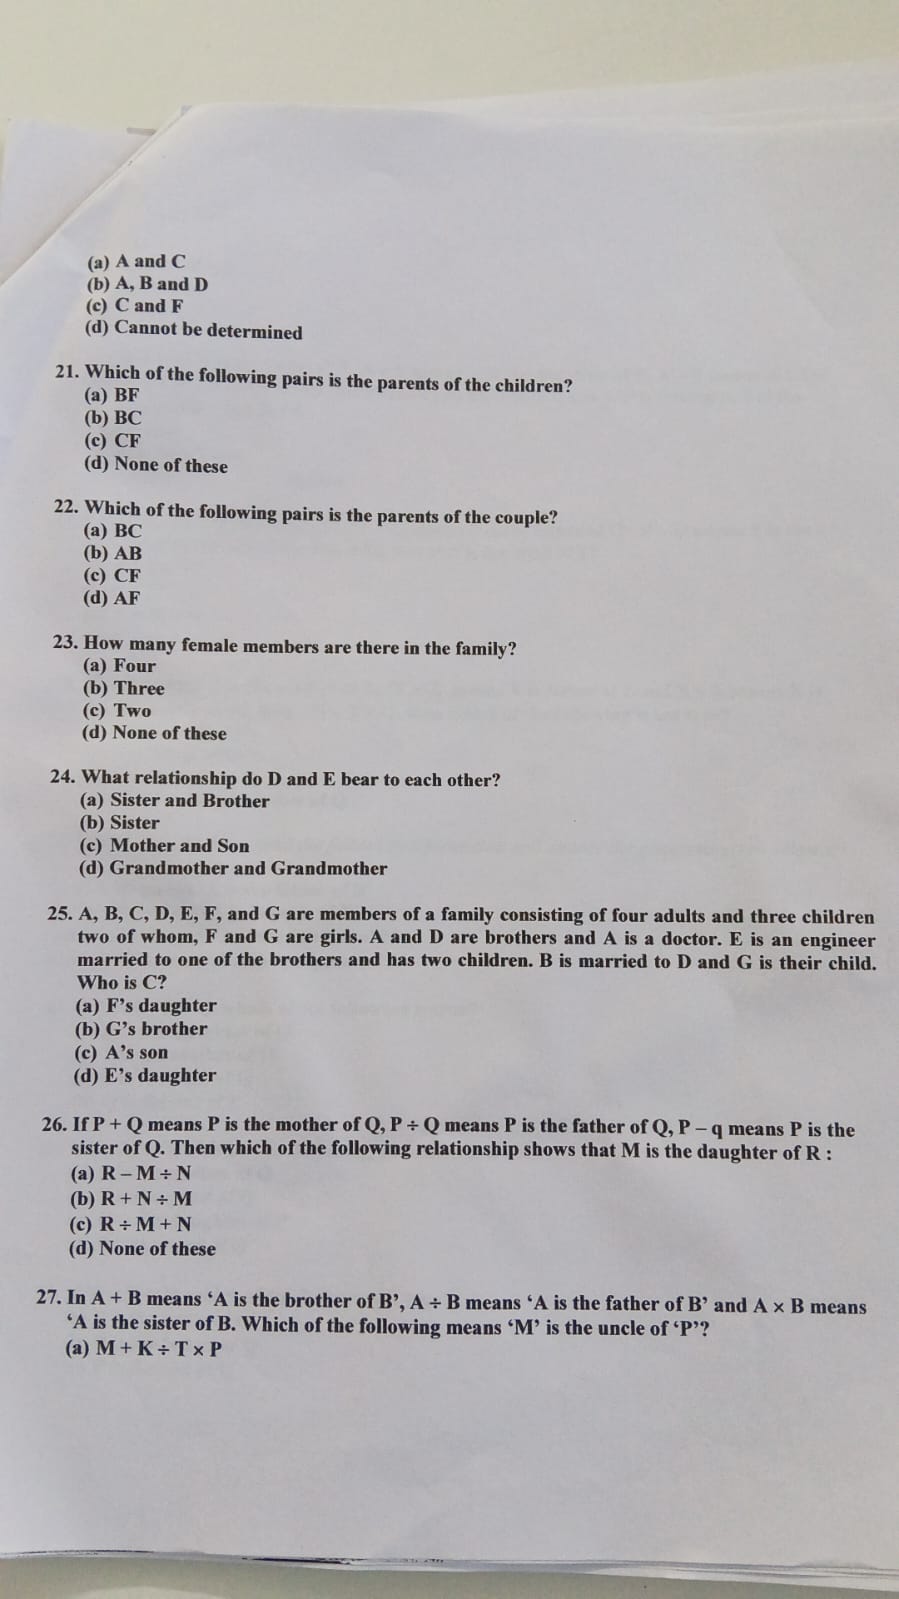 (a) A and C
(b) A, B and D
(c) C and F
(d) Cannot be determined
21. Which of the following pairs is the parents of the children?
(a) BF
(b) BC
(c) CF
(d) None of these
22. Which of the following pairs is the parents of the couple?
(a) BC
(b) AB
(c) CF
(d) AF
23. How many female members are there in the family?
(a) Four
(b) Three
(c) Two
(d) None of these
24. What relationship do D and E bear to each other?
(a) Sister and Brother
(b) Sister
(c) Mother and Son
(d) Grandmother and Grandmother
25. A, B, C, D, E, F, and G are members of a family consisting of four adults and three children
two of whom, F and G are girls. A and D are brothers and A is a doctor. E is an engineer
married to one of the brothers and has two children. B is married to D and G is their child.
Who is C?
(a) F's daughter
(b) G's brother
(c) A's son
(d) E's daughter
26. If P + Q means P is the mother of Q, P ÷ Q means P is the father of Q, P – q means P is the
sister of Q. Then which of the following relationship shows that M is the daughter of R :
(a) R – M ÷ N
(b) R + N ÷ M
(c) R ÷ M + N
(d) None of these
27. In A + B means ‘A is the brother of B’, A ÷ B means ‘A is the father of B’ and A × B means
‘A is the sister of B. Which of the following means ‘M’ is the uncle of ‘P’?
(a) M + K ÷ T × P